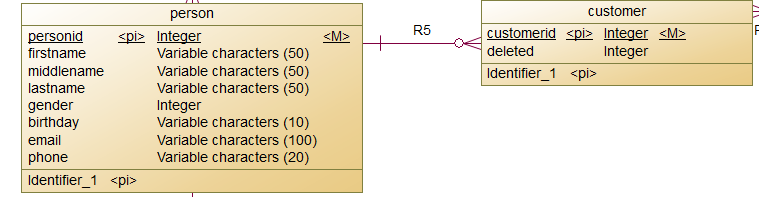 person
personid <pi> Integer <M>
firstname Variable characters (50)
middlename Variable characters (50)
lastname Variable characters (50)
gender Integer
birthday Variable characters (10)
email Variable characters (100)
phone Variable characters (20)
Identifier_1 <pi>
R5
customer
customerid <pi> Integer <M>
deleted Integer
Identifier_1 <pi>